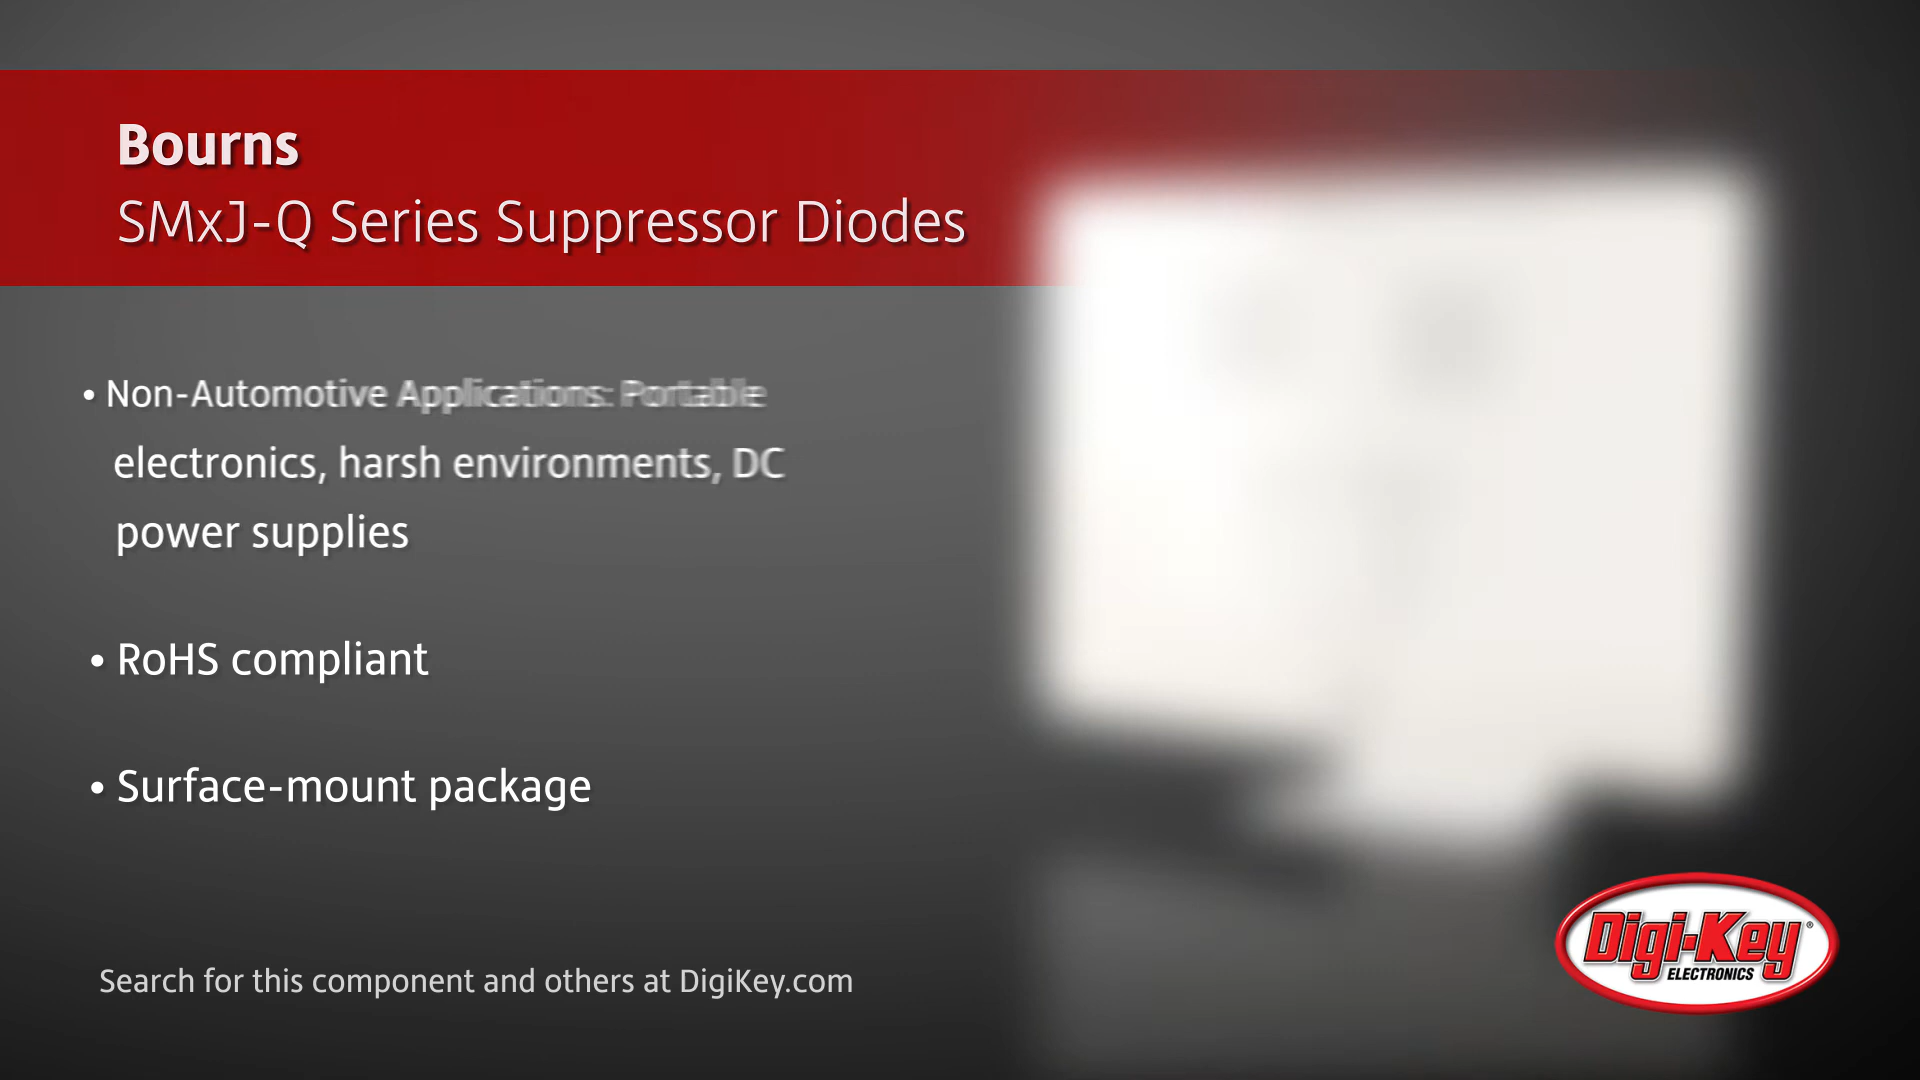 Bourns
SMxJ-Q Series Suppressor Diodes
• Non-Automotive Applications: Portable
electronics, harsh environments, DC
power supplies
• RoHS compliant
• Surface-mount package
Search for this component and others at DigiKey.com
Digi-Key®
ELECTRONICS